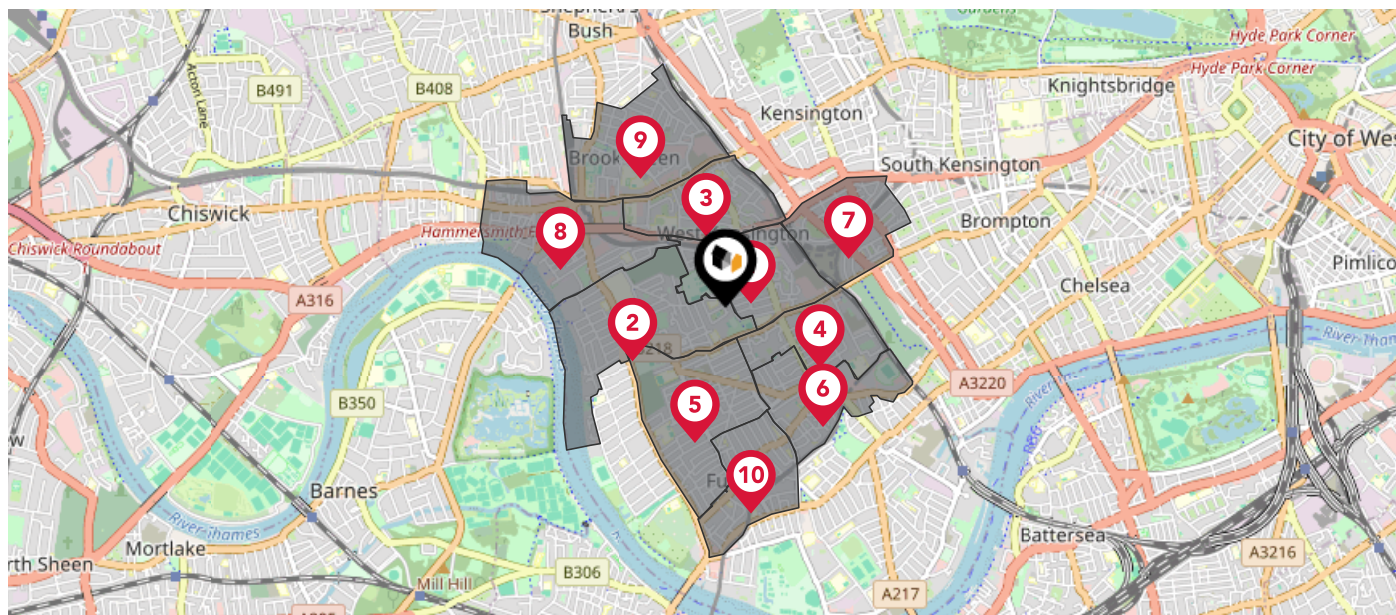 Shepherd's
Bush
Hyde Park Corner
Hyde Park Corner
Acton Lane
B491
B408
Knightsbridge
Kensington
City of Wes
9
Brook Green
South Kensington
3
7
Chiswick
Brompton
8
Hammersmith F
West Kensington
Chiswick Roundabout
Pimlico
Chelsea
A316
2
4
River Tham
A3220
6
B350
5
10
Fu
Barnes
River Thames
Battersea
Mortlake
A3216
rth Sheen
B306
Mill Hill
A217